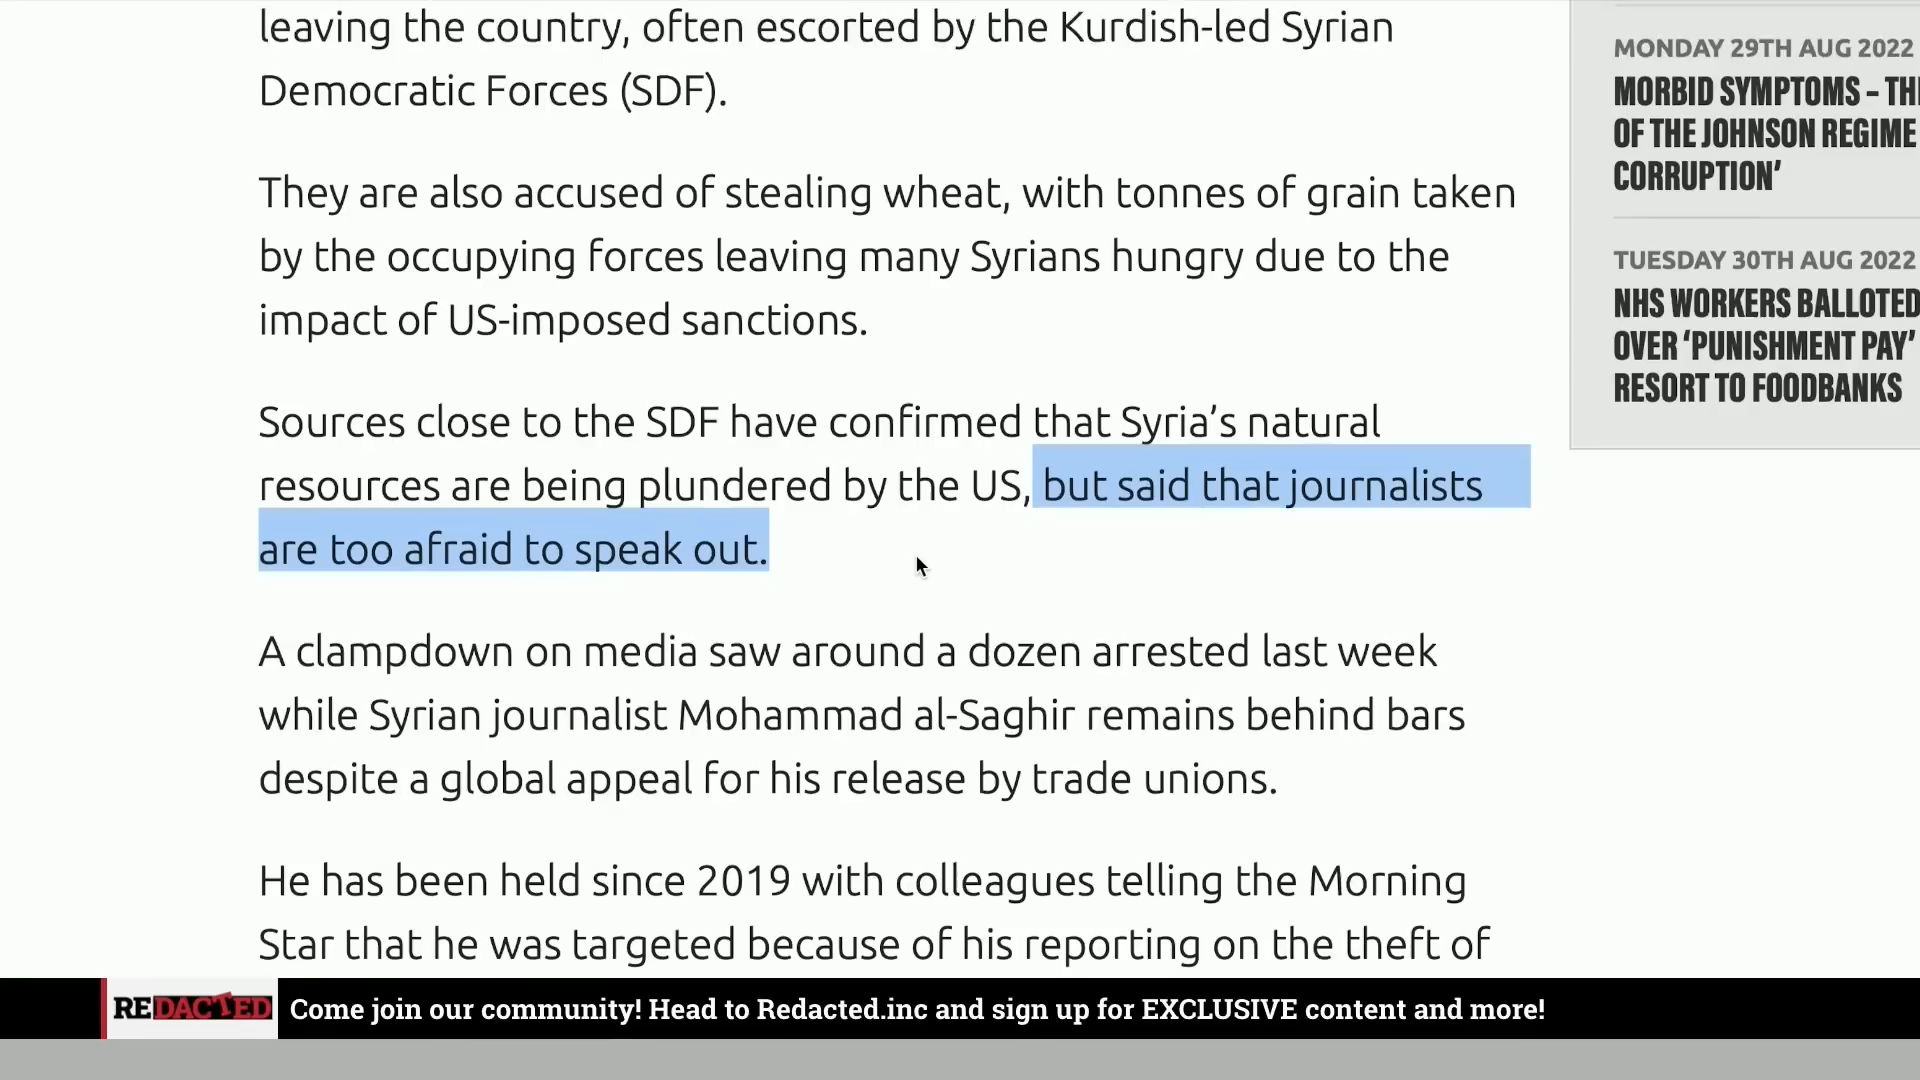 leaving the country, often escorted by the Kurdish-led Syrian
Democratic Forces (SDF).
They are also accused of stealing wheat, with tonnes of grain taken
by the occupying forces leaving many Syrians hungry due to the
impact of US-imposed sanctions.
Sources close to the SDF have confirmed that Syria’s natural
resources are being plundered by the US, but said that journalists
are too afraid to speak out.
A clampdown on media saw around a dozen arrested last week
while Syrian journalist Mohammad al-Saghir remains behind bars
despite a global appeal for his release by trade unions.
He has been held since 2019 with colleagues telling the Morning
Star that he was targeted because of his reporting on the theft of
MONDAY 29TH AUG 2022
MORBID SYMPTOMS – 
OF THE JOHNSON REGIME
CORRUPTION’
TUESDAY 30TH AUG 2022
NHS WORKERS BALLOTED
OVER ‘PUNISHMENT PAY’
RESORT TO FOODBANKS
REDACTED Come join our community! Head to Redacted.inc and sign up for EXCLUSIVE content and more!